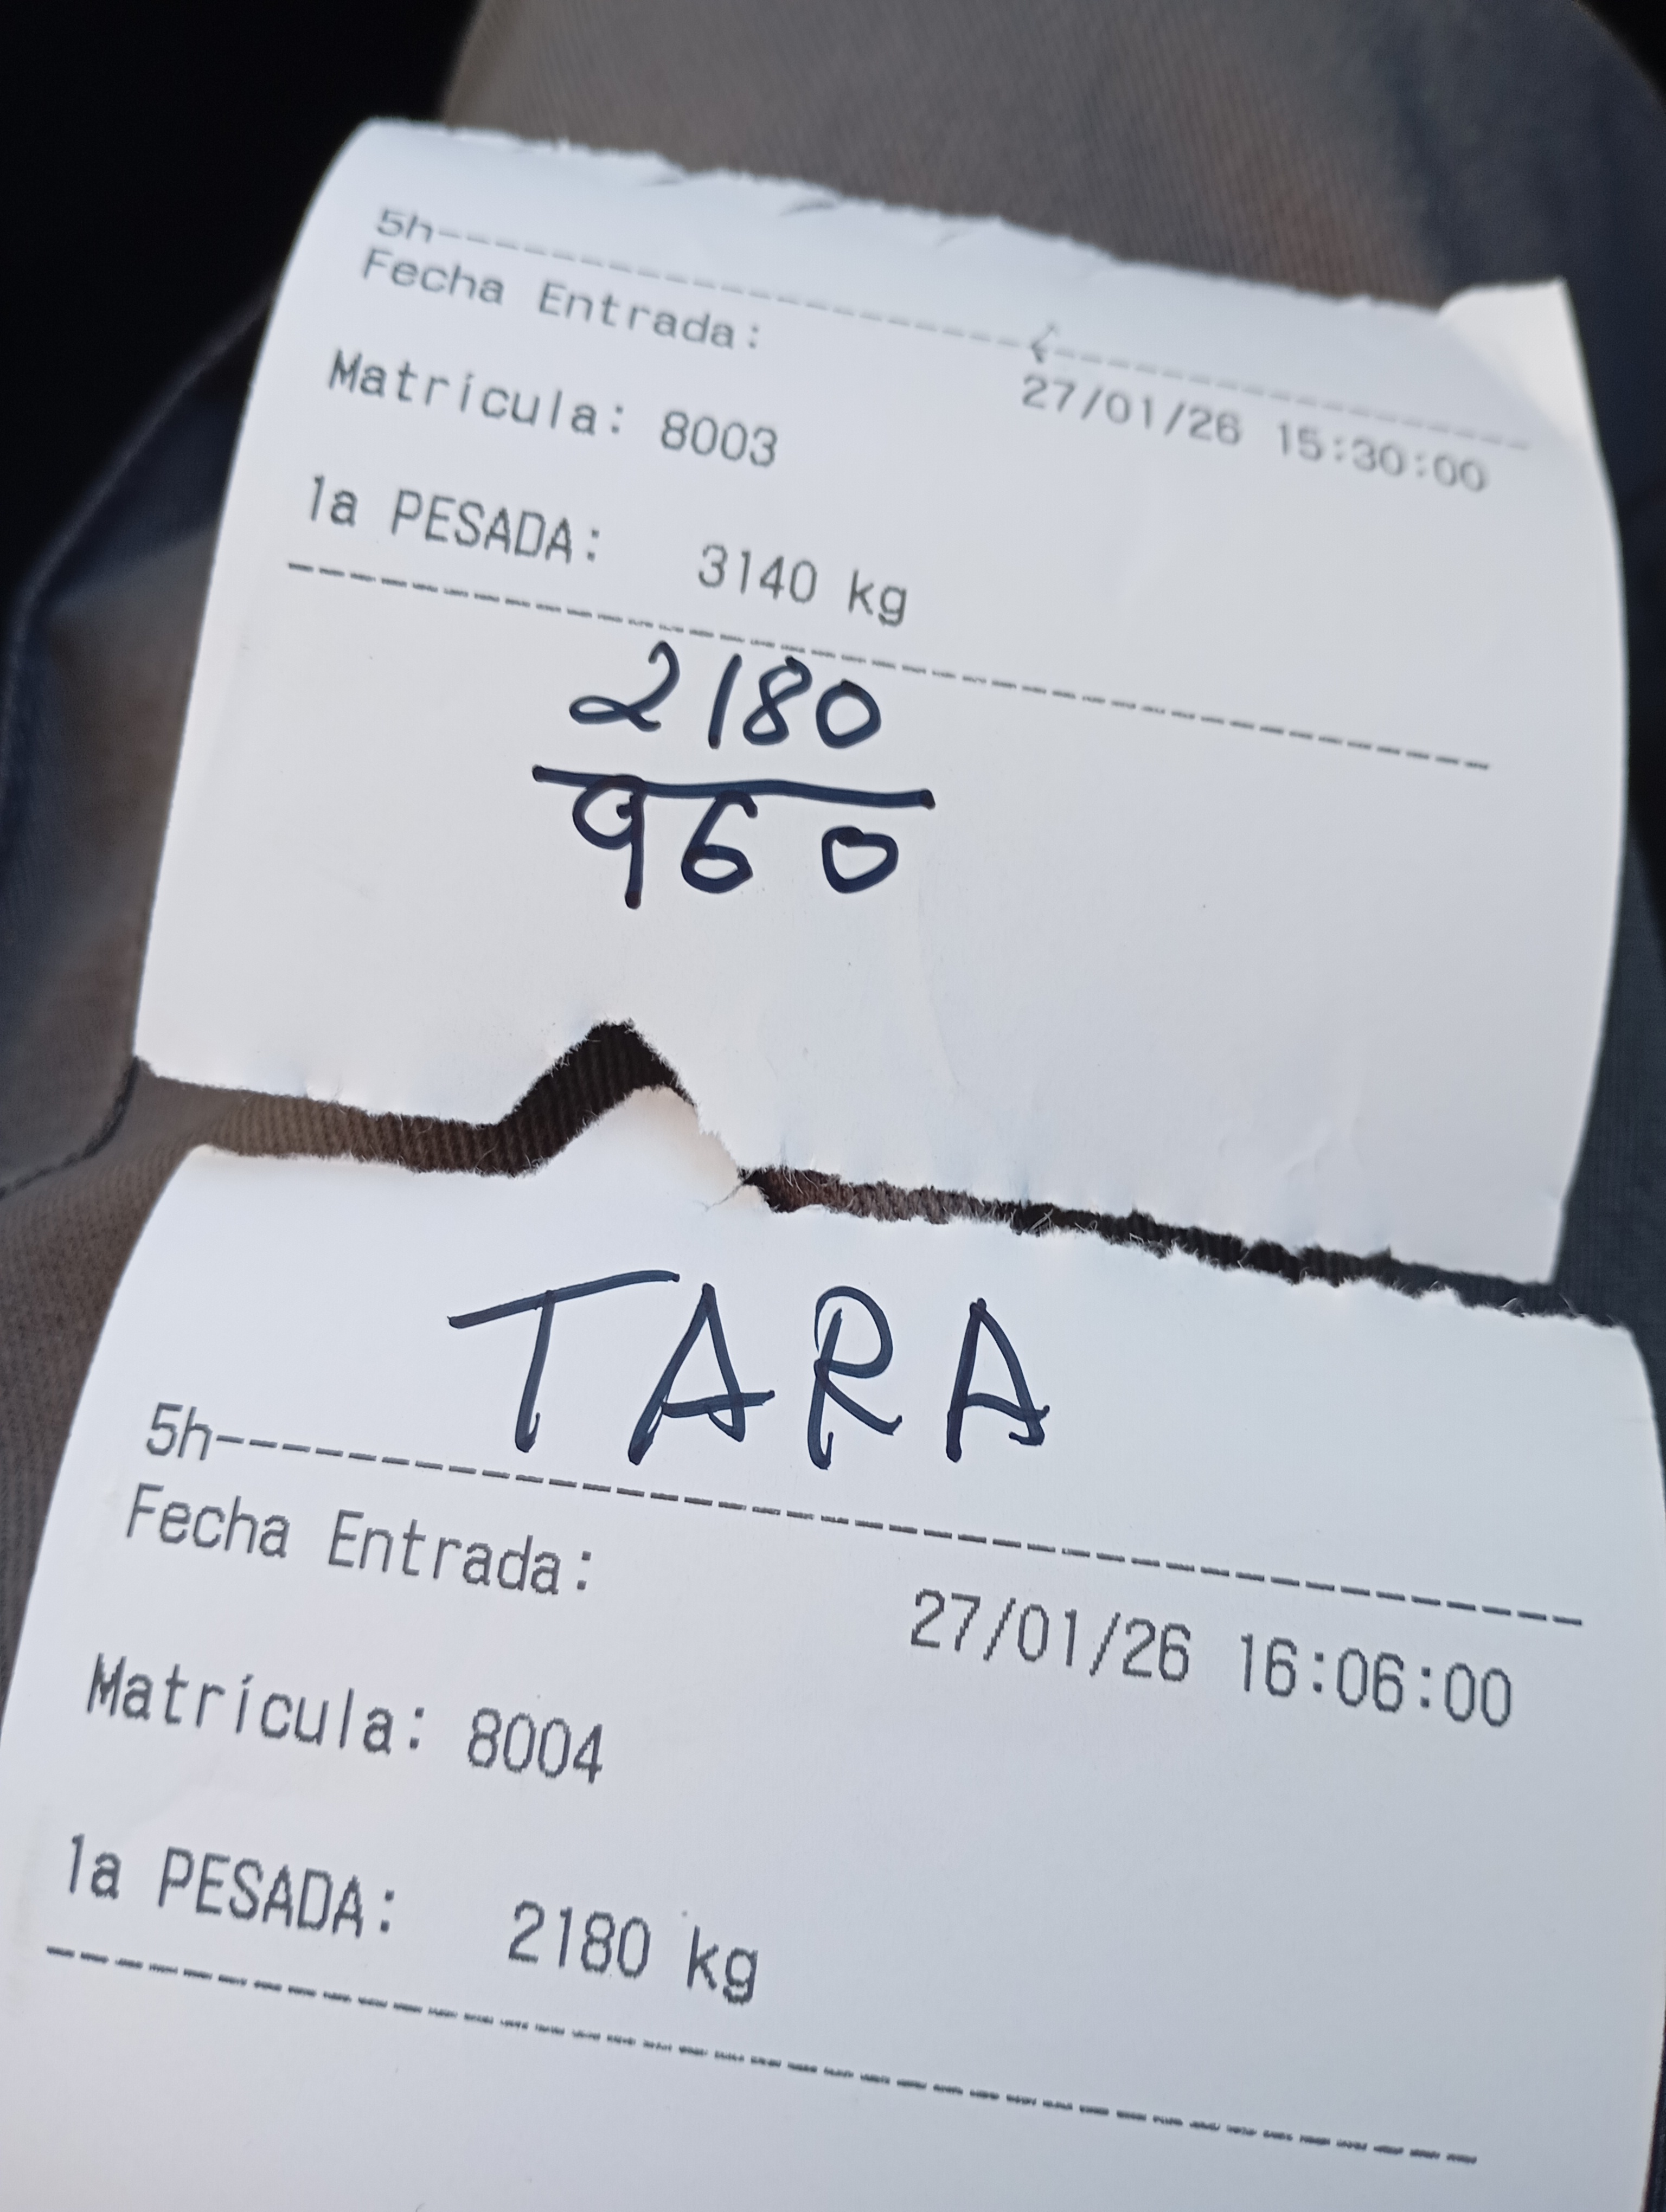 5h--------------------------------
Fecha Entrada:
27/01/26 15:30:00
Matrícula: 8003
1a PESADA: 3140 kg
2180
960
TARA
5h--------------------------------
Fecha Entrada:
27/01/26 16:06:00
Matrícula: 8004
1a PESADA: 2180 kg